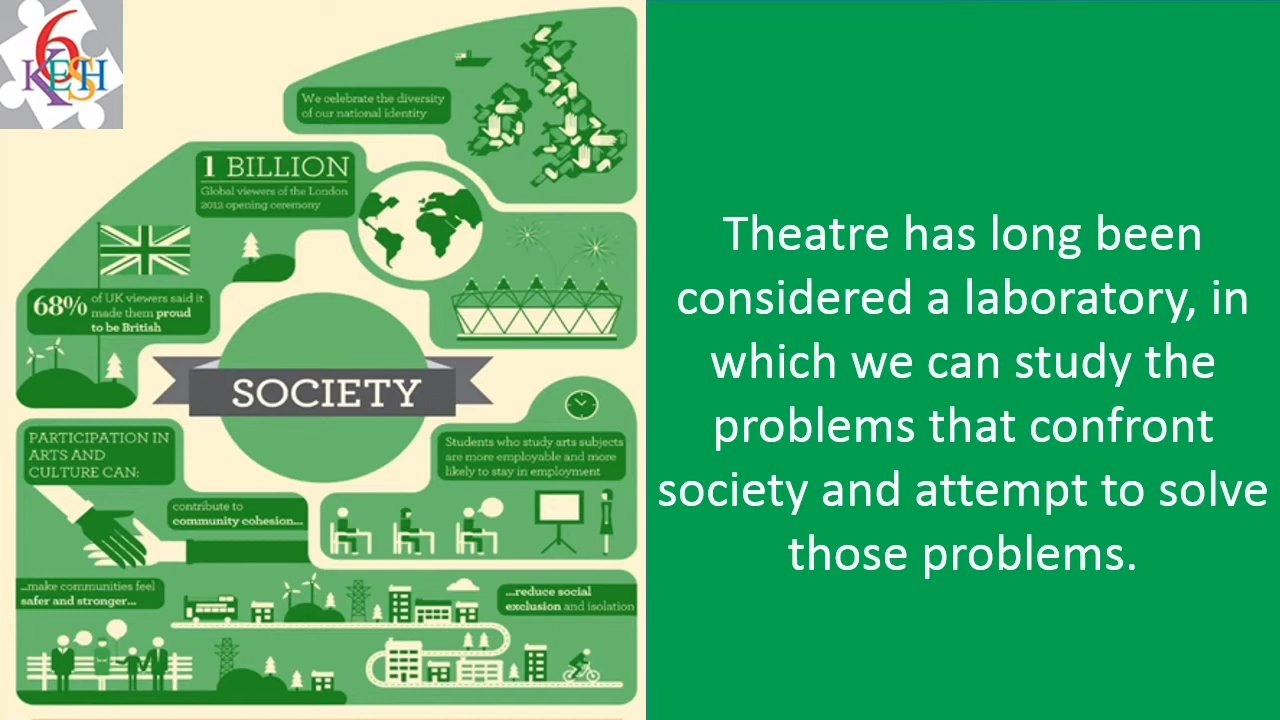 6
KESH
We celebrate the diversity
of our national identity
1 BILLION
Global viewers of the London
2012 opening ceremony
68% of UK viewers said it
made them proud
to be British
SOCIETY
PARTICIPATION IN
ARTS AND
CULTURE CAN:
Students who study arts subjects
are more employable and more
likely to stay in employment
contribute to
community cohesion...
...make communities feel
safer and stronger...
...reduce social
exclusion and isolation
Theatre has long been
considered a laboratory, in
which we can study the
problems that confront
society and attempt to solve
those problems.